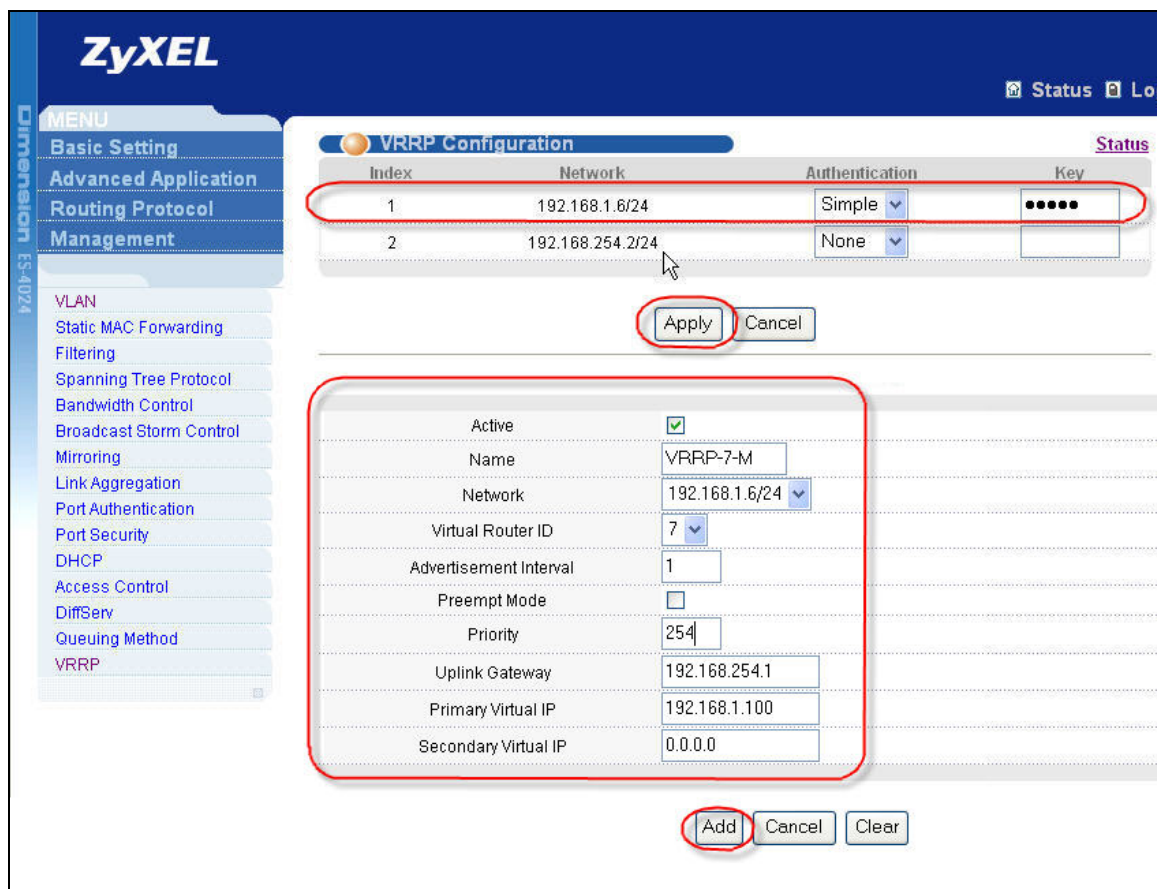 ZyXEL
Status Lo
Dimension ES-4024
MENU
Basic Setting
Advanced Application
Routing Protocol
Management
VLAN
Static MAC Forwarding
Filtering
Spanning Tree Protocol
Bandwidth Control
Broadcast Storm Control
Mirroring
Link Aggregation
Port Authentication
Port Security
DHCP
Access Control
DiffServ
Queuing Method
VRRP
VRRP Configuration Status
Index Network Authentication Key
1 192.168.1.6/24 Simple •••••
2 192.168.254.2/24 None
Apply Cancel
Active
Name VRRP-7-M
Network 192.168.1.6/24
Virtual Router ID 7
Advertisement Interval 1
Preempt Mode
Priority 254
Uplink Gateway 192.168.254.1
Primary Virtual IP 192.168.1.100
Secondary Virtual IP 0.0.0.0
Add Cancel Clear